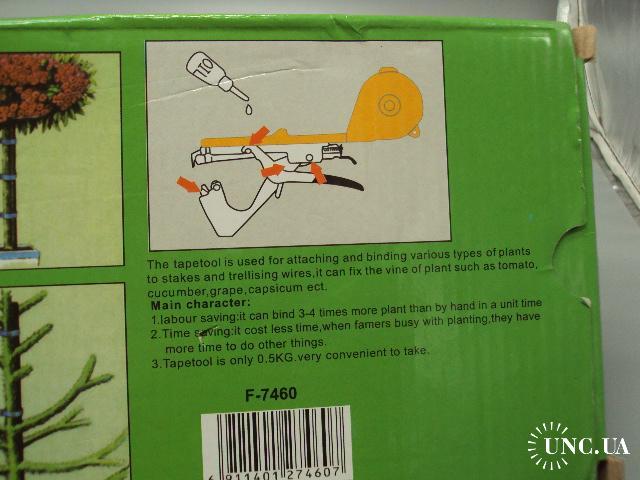 OIL
The tapetool is used for attaching and binding various types of plants
to stakes and trellising wires,it can fix the vine of plant such as tomato,
cucumber,grape,capsicum ect.
Main character:
1.labour saving:it can bind 3-4 times more plant than by hand in a unit time
2.Time saving:it cost less time,when famers busy with planting,they have
more time to do other things.
3.Tapetool is only 0.5KG.very convenient to take.
F-7460
6 911401 274607
UNC.UA